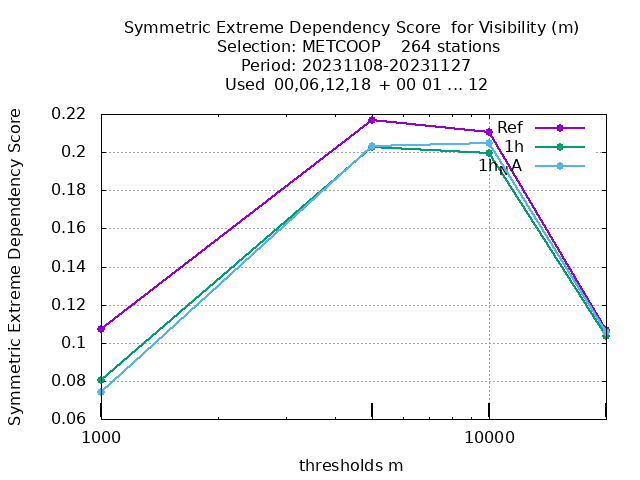 Symmetric Extreme Dependency Score for Visibility (m)
Selection: METCOOP 264 stations
Period: 20231108-20231127
Used 00,06,12,18 + 00 01 ... 12
Symmetric Extreme Dependency Score
0.22
0.2
0.18
0.16
0.14
0.12
0.1
0.08
0.06
Ref
1h
1hNA
1000
10000
thresholds m